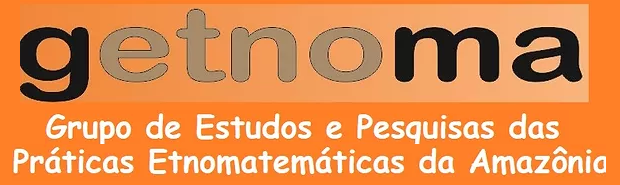 getnoma
Grupo de Estudos e Pesquisas das
Práticas Etnomatemáticas da Amazônia